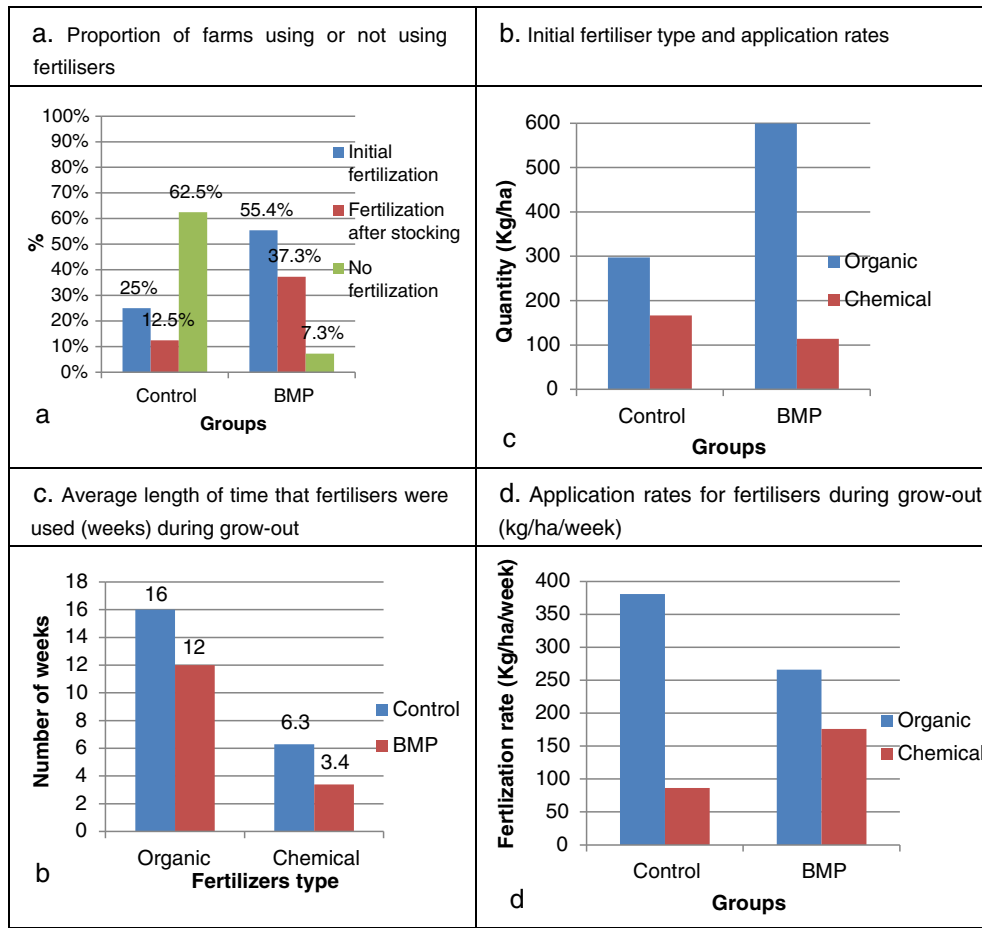 a. Proportion of farms using or not using
fertilisers
b. Initial fertiliser type and application rates
100%
90%
80%
70%
60%
50%
40%
30%
20%
10%
0%
%
25%
12.5%
62.5%
55.4%
37.3%
7.3%
Initial
fertilization
Fertilization
after stocking
No
fertilization
Control
BMP
Groups
a
600
500
400
300
200
100
0
Quantity (Kg/ha)
Organic
Chemical
Control
BMP
Groups
c
c. Average length of time that fertilisers were
used (weeks) during grow-out
d. Application rates for fertilisers during grow-out
(kg/ha/week)
18
16
14
12
10
8
6
4
2
0
Number of weeks
16
12
6.3
3.4
Control
BMP
Organic
Chemical
Fertilizers type
b
400
350
300
250
200
150
100
50
0
Fertlization rate (Kg/ha/week)
Organic
Chemical
Control
BMP
Groups
d